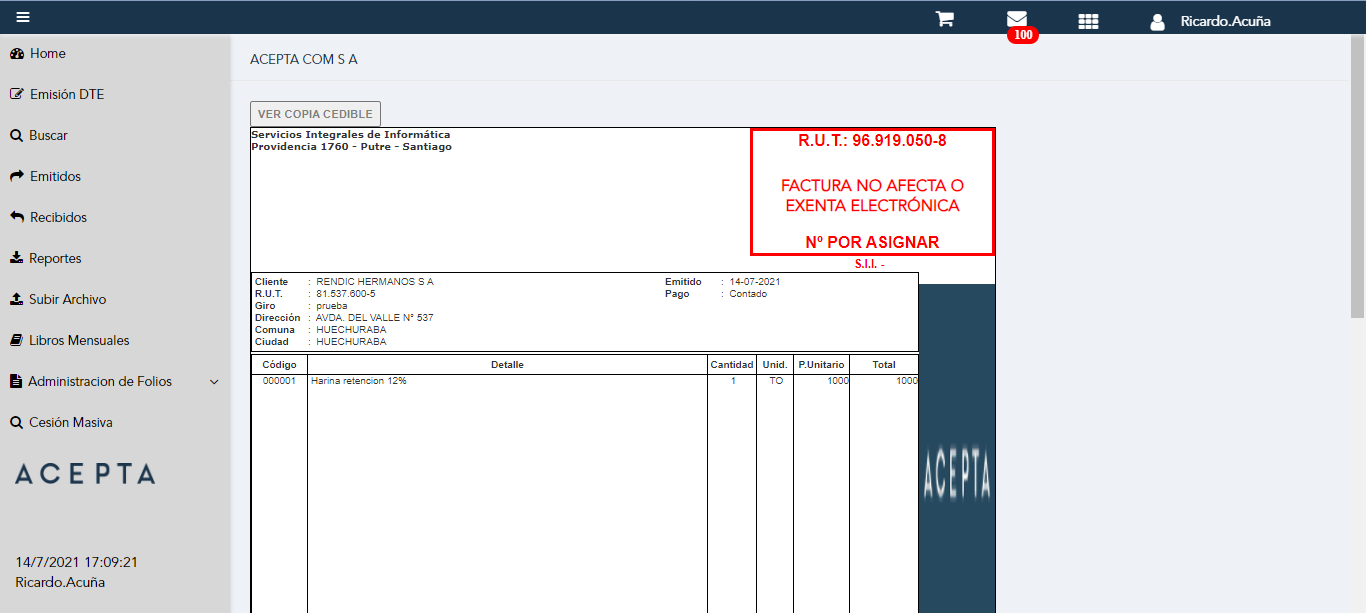 Ricardo.Acuña
100
Home
Emisión DTE
Buscar
Emitidos
Recibidos
Reportes
Subir Archivo
Libros Mensuales
Administracion de Folios
Cesión Masiva
ACEPTA
14/7/2021 17:09:21
Ricardo.Acuña
ACEPTA COM S A
VER COPIA CEDIBLE
Servicios Integrales de Informática
Providencia 1760 - Putre - Santiago
R.U.T.: 96.919.050-8
FACTURA NO AFECTA O
EXENTA ELECTRÓNICA
Nº POR ASIGNAR
S.I.I. -
Cliente : RENDIC HERMANOS S A Emitido : 14-07-2021
R.U.T. : 81.537.600-5 Pago : Contado
Giro : prueba
Dirección : AVDA. DEL VALLE N° 537
Comuna : HUECHURABA
Ciudad : HUECHURABA
Código Detalle Cantidad Unid. P.Unitario Total
000001 Harina retencion 12% 1 TO 1000 1000
ACEPTA